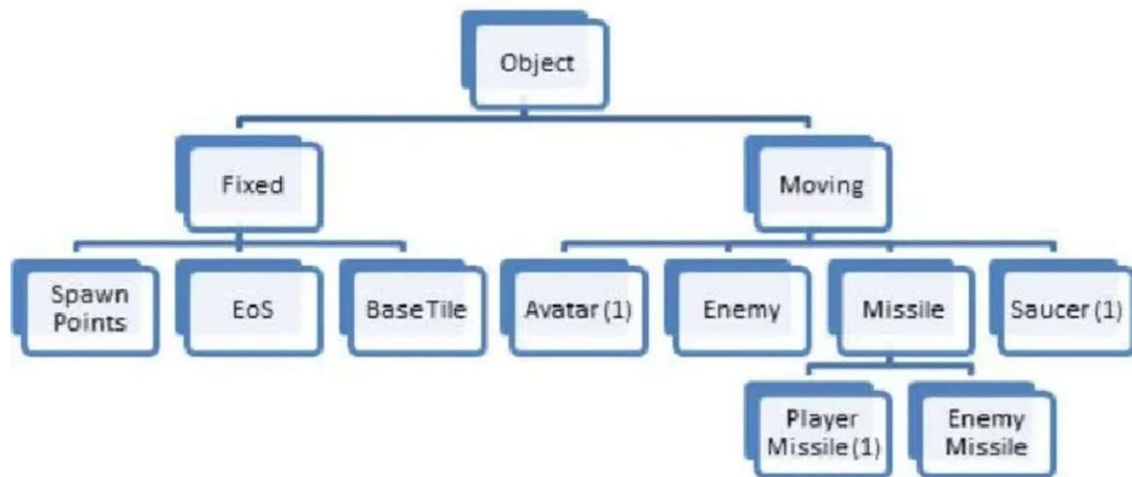 Object
Fixed
Moving
Spawn
Points
EoS
Base Tile
Avatar (1)
Enemy
Missile
Saucer (1)
Player
Missile (1)
Enemy
Missile